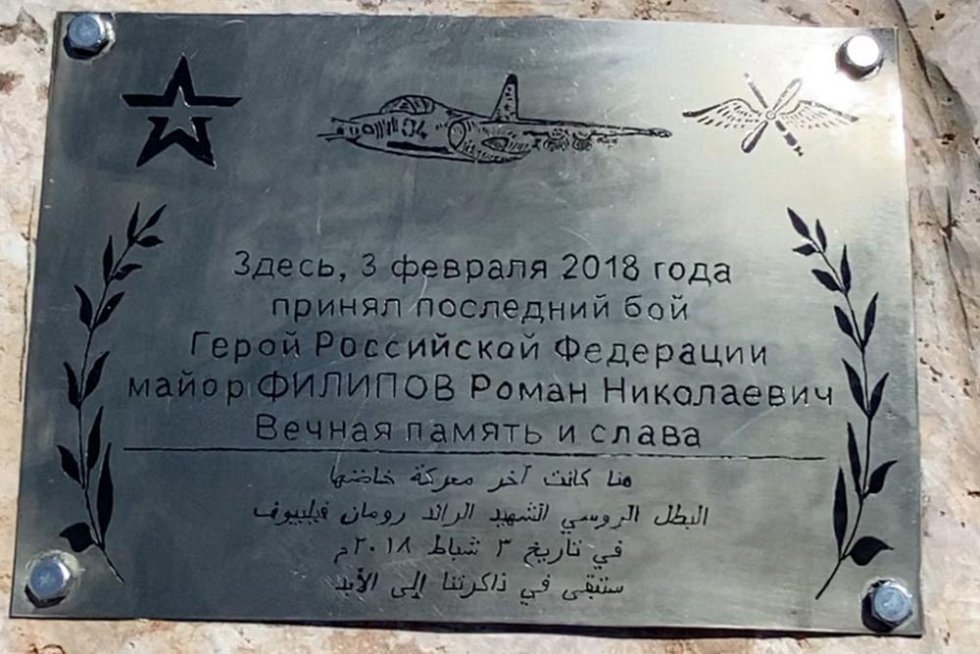 04
Здесь, 3 февраля 2018 года
принял последний бой
Герой Российской Федерации
майор ФИЛИПОВ Роман Николаевич
Вечная память и слава
هنا كانت آخر معركة خاضها
البطل الروسي الشهيد الرائد رومان فيليبوف
في تاريخ ٣ شباط ٢٠١٨م
ستبقى في ذاكرتنا إلى الأبد